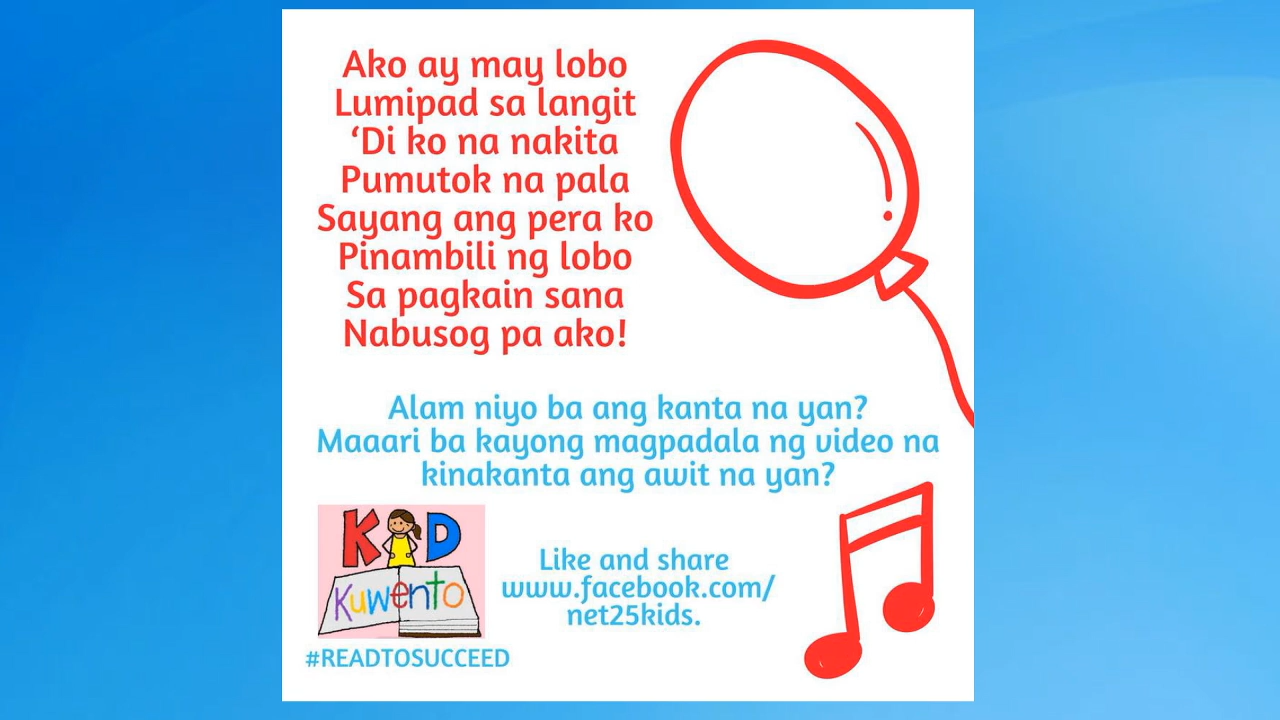 Ako ay may lobo
Lumipad sa langit
‘Di ko na nakita
Pumutok na pala
Sayang ang pera ko
Pinambili ng lobo
Sa pagkain sana
Nabusog pa ako!
Alam niyo ba ang kanta na yan?
Maaari ba kayong magpadala ng video na
kinakanta ang awit na yan?
KID
Kuwento
Like and share
www.facebook.com/
net25kids.
#READTOSUCCEED